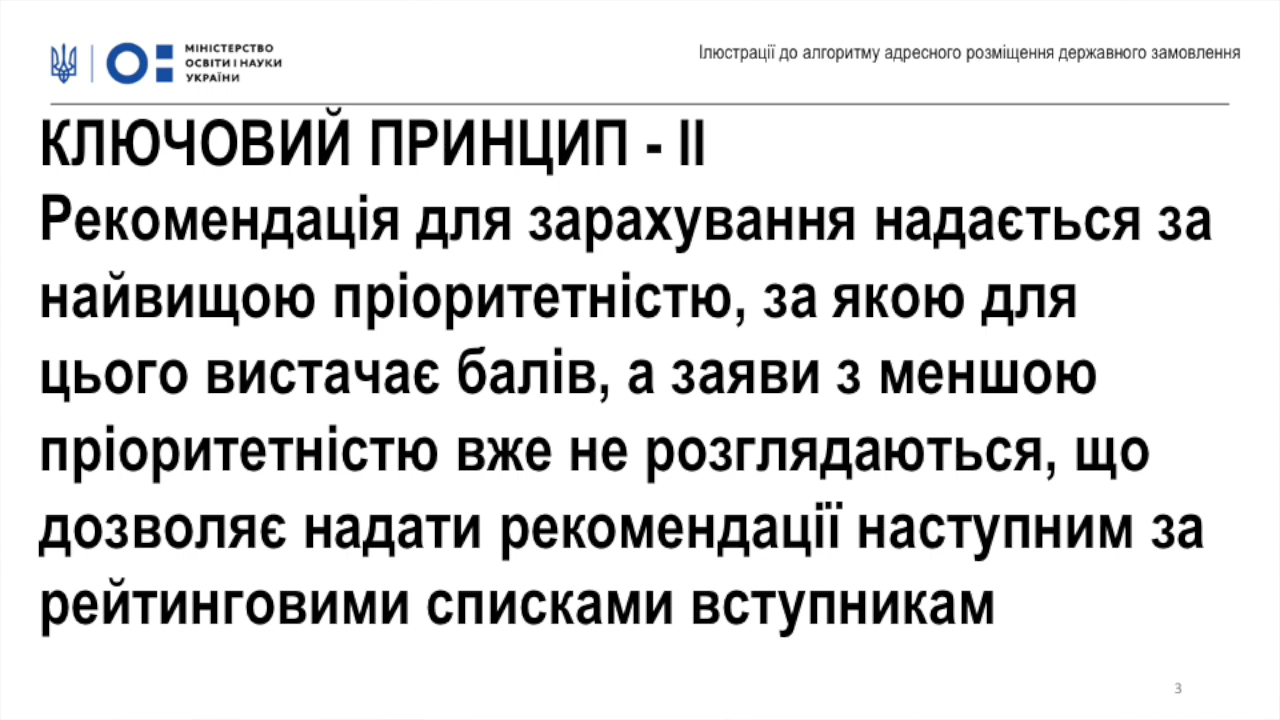 МІНІСТЕРСТВО
ОСВІТИ І НАУКИ
УКРАЇНИ
Ілюстрації до алгоритму адресного розміщення державного замовлення
КЛЮЧОВИЙ ПРИНЦИП - ІІ
Рекомендація для зарахування надається за
найвищою пріоритетністю, за якою для
цього вистачає балів, а заяви з меншою
пріоритетністю вже не розглядаються, що
дозволяє надати рекомендації наступним за
рейтинговими списками вступникам
3